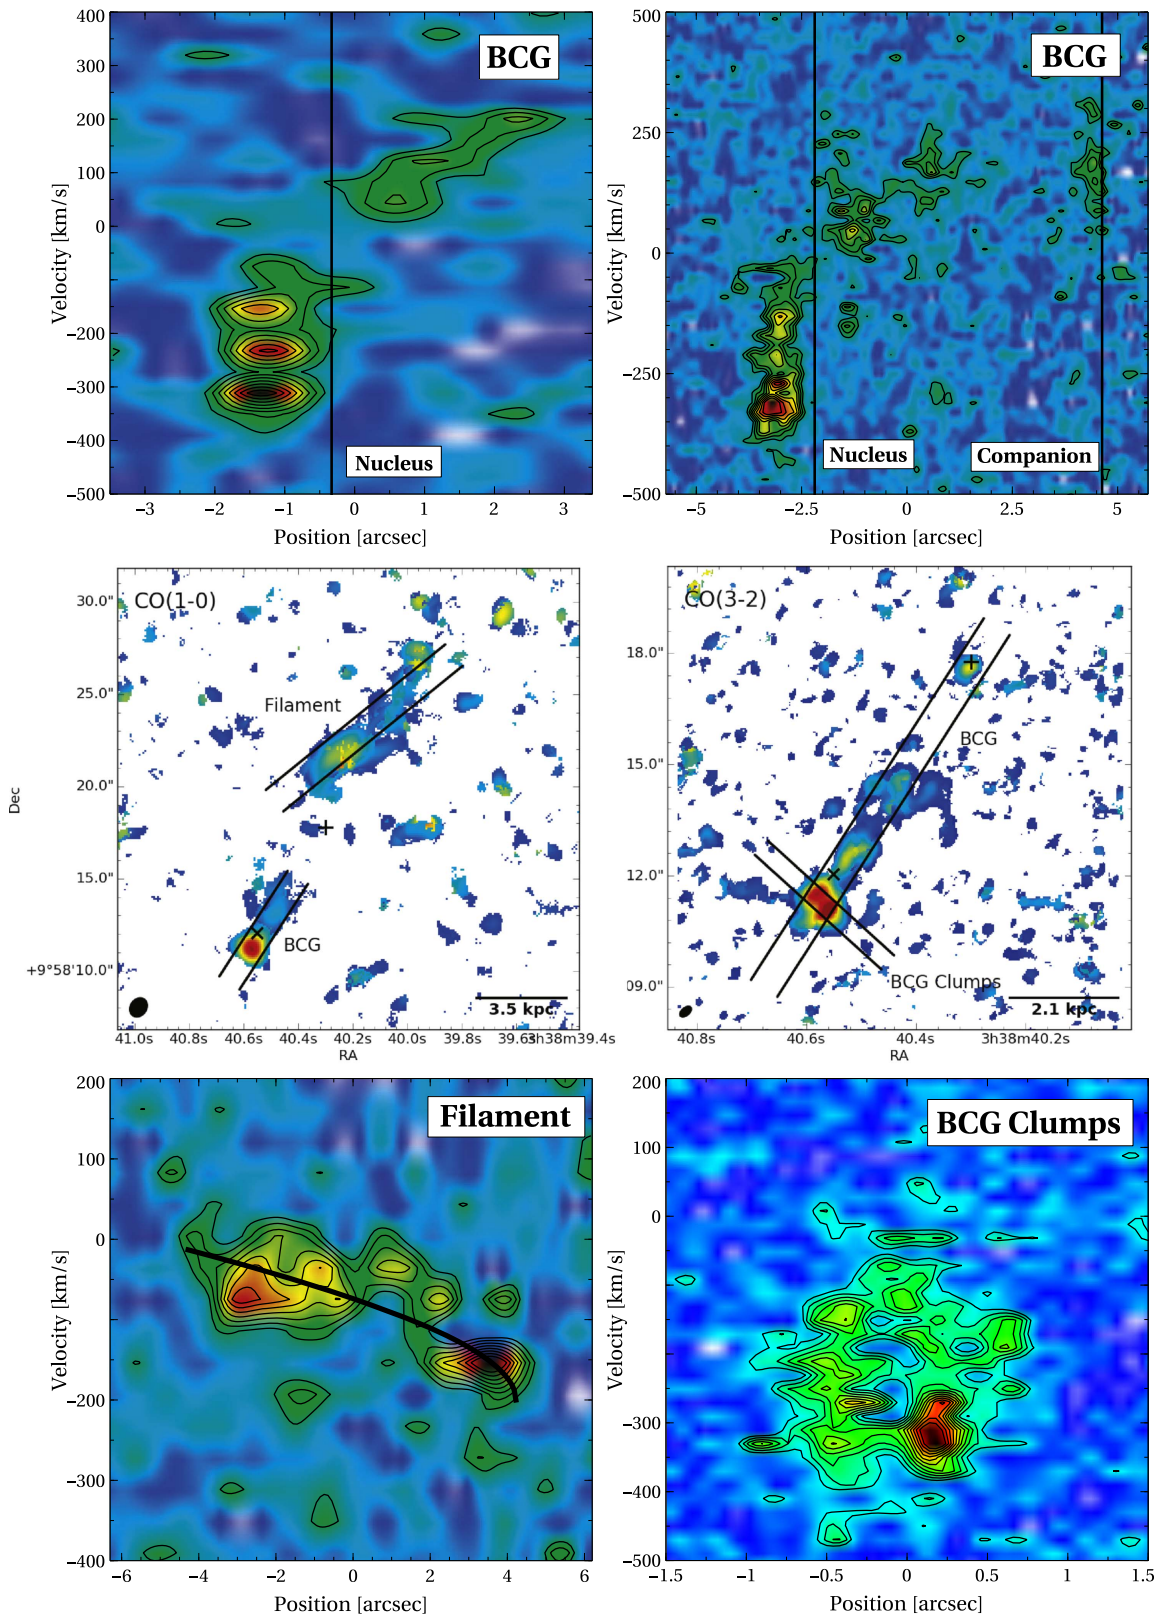 BCG
400
300
200
100
0
−100
−200
−300
−400
−500
Velocity [km/s]
Nucleus
−3 −2 −1 0 1 2 3
Position [arcsec]
BCG
500
250
0
−250
−500
Velocity [km/s]
Nucleus
Companion
−5 −2.5 0 2.5 5
Position [arcsec]
CO(1-0)
30.0"
25.0"
20.0"
15.0"
+9°58'10.0"
Dec
Filament
BCG
3.5 kpc
41.0s 40.8s 40.6s 40.4s 40.2s 40.0s 39.8s 39.6s 3h38m39.4s
RA
CO(3-2)
18.0"
15.0"
12.0"
09.0"
BCG
BCG Clumps
2.1 kpc
40.8s 40.6s 40.4s 3h38m40.2s
RA
Filament
200
100
0
−100
−200
−300
−400
Velocity [km/s]
−6 −4 −2 0 2 4 6
Position [arcsec]
BCG Clumps
200
100
0
−300
−400
−500
Velocity [km/s]
−1.5 −1 −0.5 0 0.5 1 1.5
Position [arcsec]